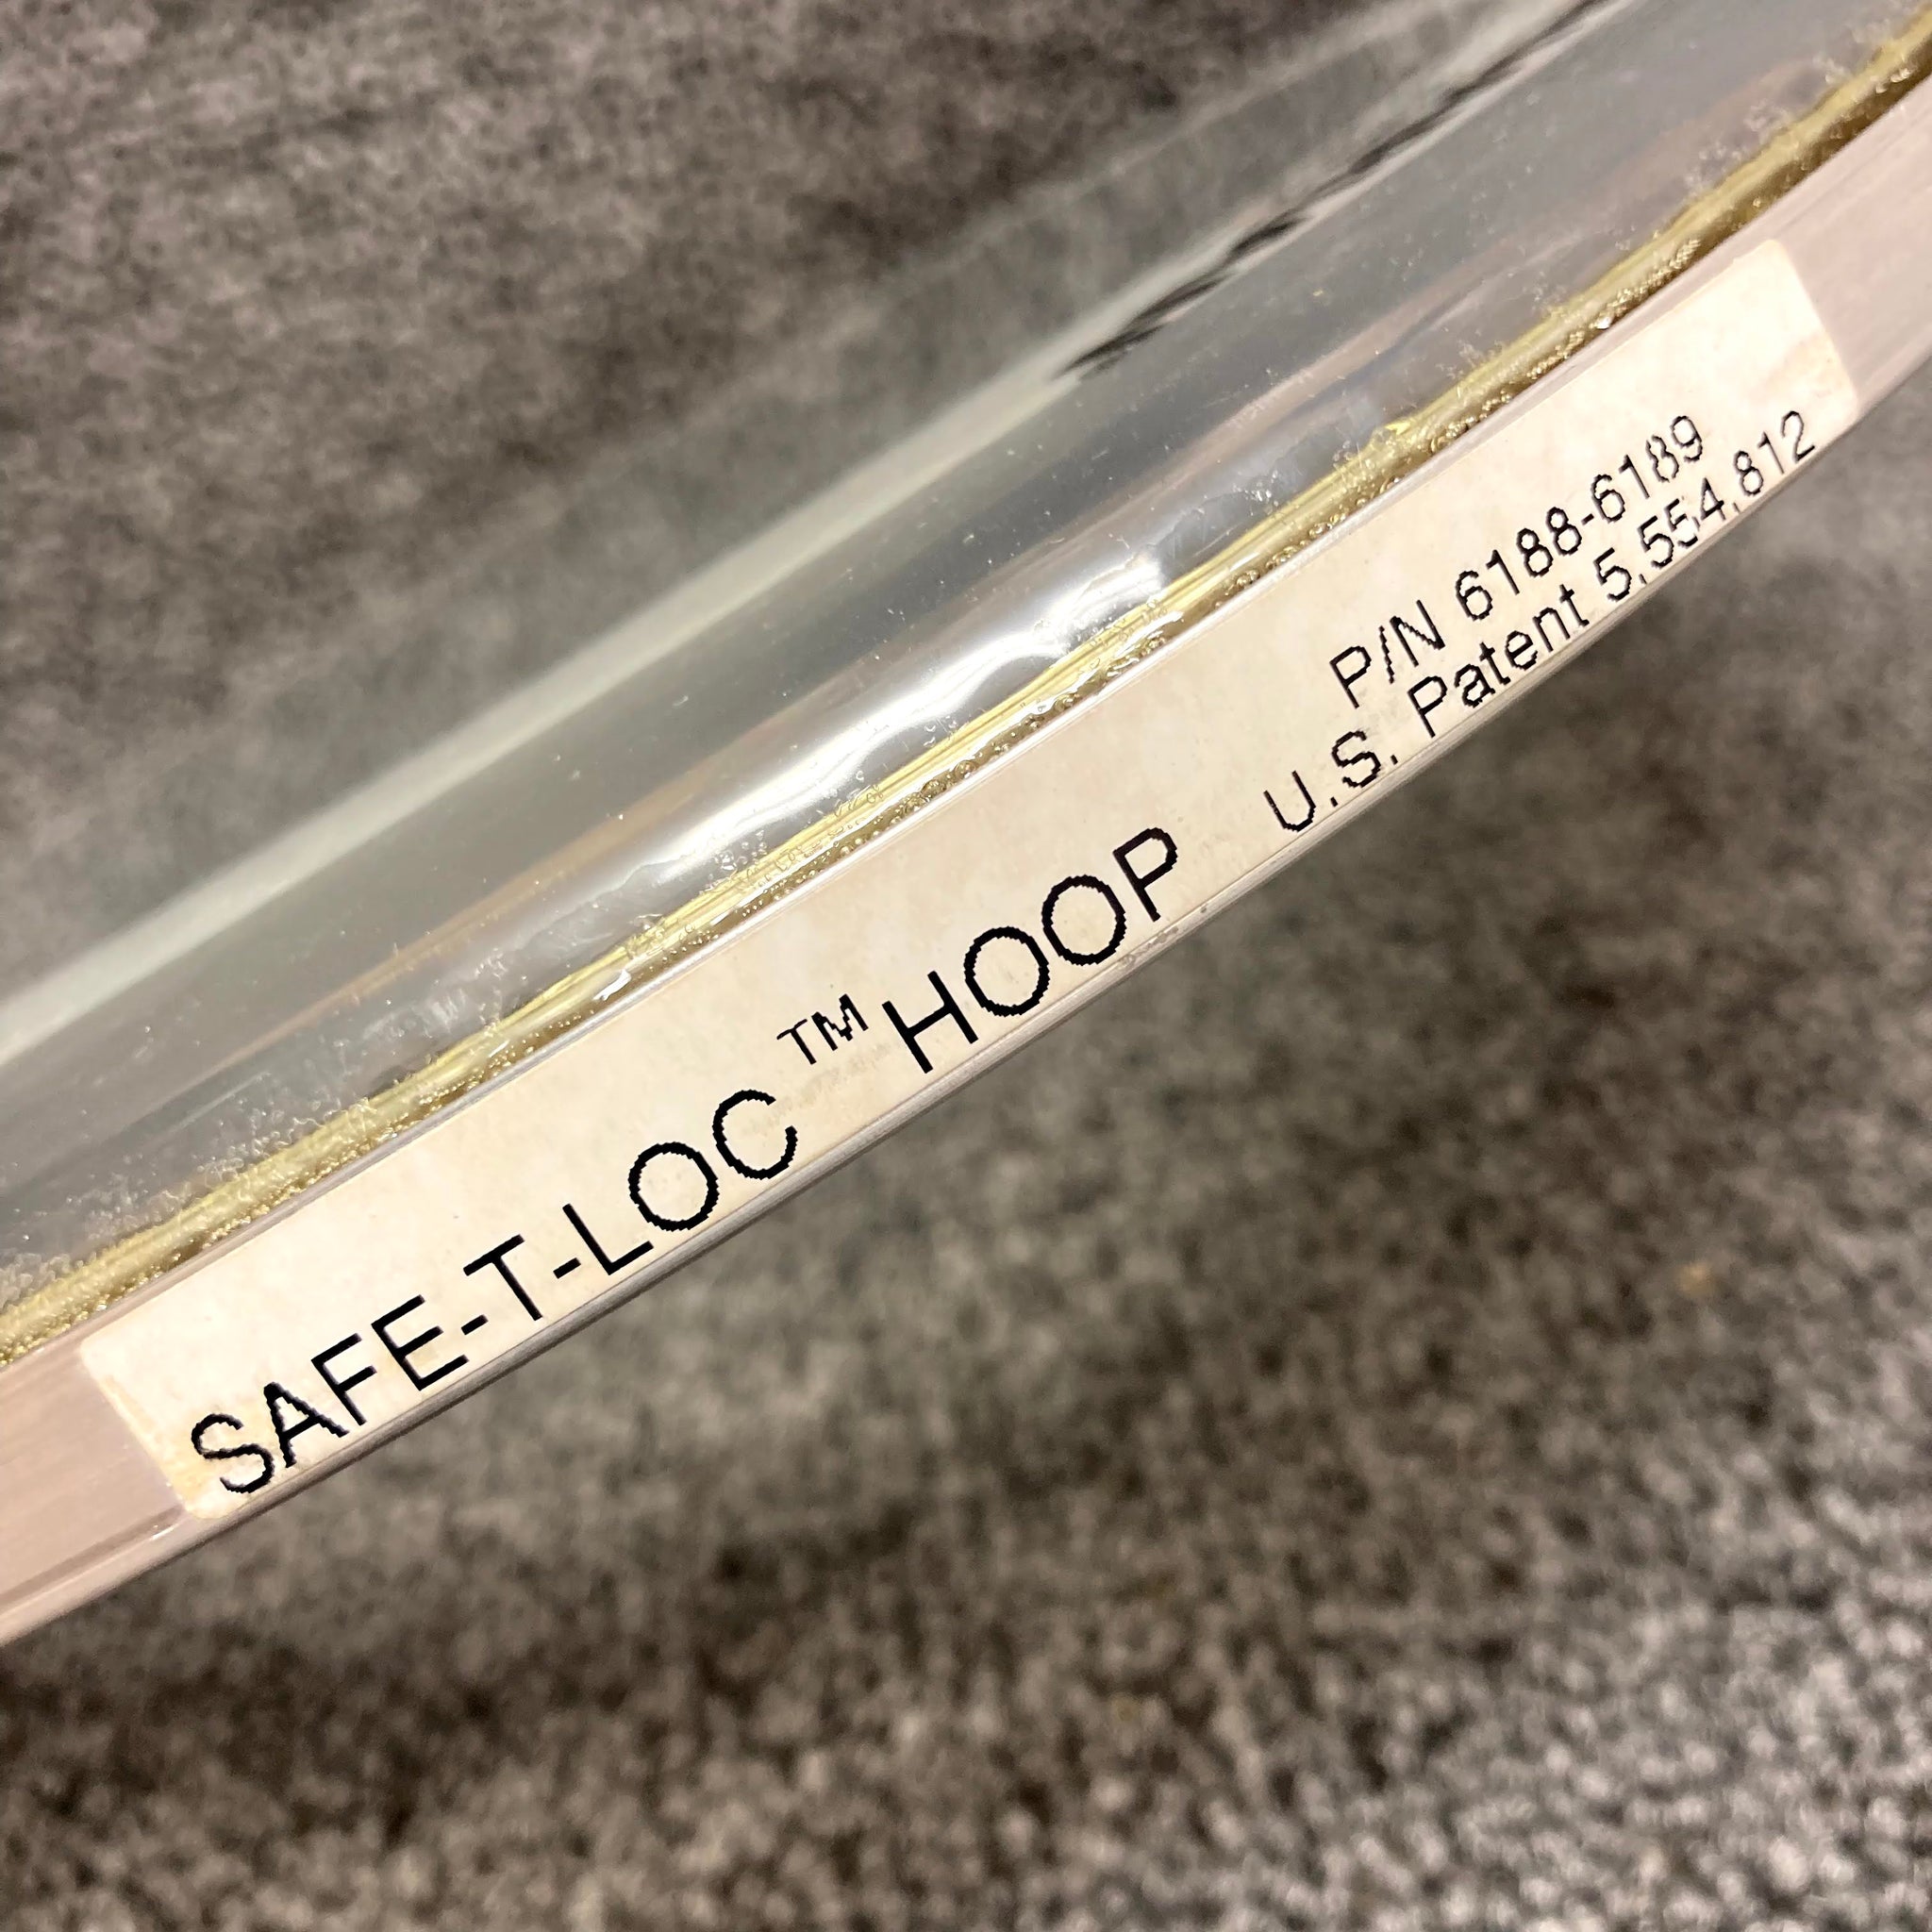 SAFE-T-LOC™ HOOP
P/N 6188-6189
U.S. Patent 5,554,812